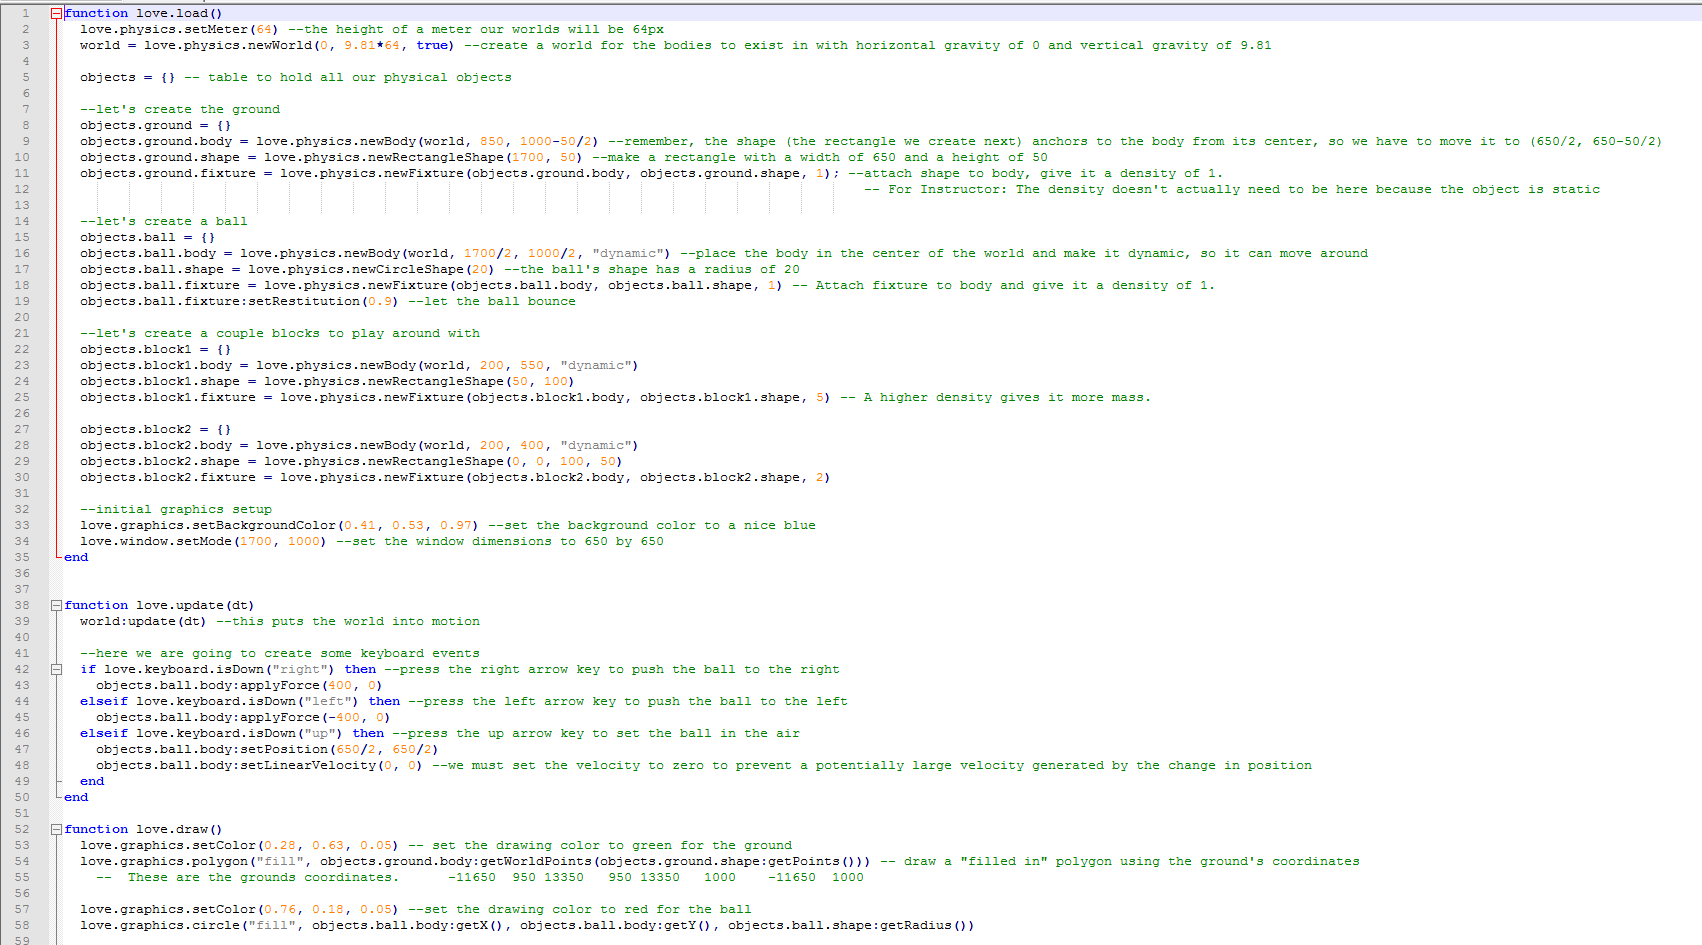 1 function love.load()
2 love.physics.setMeter(64) --the height of a meter our worlds will be 64px
3 world = love.physics.newWorld(0, 9.81*64, true) --create a world for the bodies to exist in with horizontal gravity of 0 and vertical gravity of 9.81
4
5 objects = {} -- table to hold all our physical objects
6
7 --let's create the ground
8 objects.ground = {}
9 objects.ground.body = love.physics.newBody(world, 850, 1000-50/2) --remember, the shape (the rectangle we create next) anchors to the body from its center, so we have to move it to (650/2, 650-50/2)
10 objects.ground.shape = love.physics.newRectangleShape(1700, 50) --make a rectangle with a width of 650 and a height of 50
11 objects.ground.fixture = love.physics.newFixture(objects.ground.body, objects.ground.shape, 1); --attach shape to body, give it a density of 1.
12 -- For Instructor: The density doesn't actually need to be here because the object is static
13
14 --let's create a ball
15 objects.ball = {}
16 objects.ball.body = love.physics.newBody(world, 1700/2, 1000/2, "dynamic") --place the body in the center of the world and make it dynamic, so it can move around
17 objects.ball.shape = love.physics.newCircleShape(20) --the ball's shape has a radius of 20
18 objects.ball.fixture = love.physics.newFixture(objects.ball.body, objects.ball.shape, 1) -- Attach fixture to body and give it a density of 1.
19 objects.ball.fixture:setRestitution(0.9) --let the ball bounce
20
21 --let's create a couple blocks to play around with
22 objects.block1 = {}
23 objects.block1.body = love.physics.newBody(world, 200, 550, "dynamic")
24 objects.block1.shape = love.physics.newRectangleShape(50, 100)
25 objects.block1.fixture = love.physics.newFixture(objects.block1.body, objects.block1.shape, 5) -- A higher density gives it more mass.
26
27 objects.block2 = {}
28 objects.block2.body = love.physics.newBody(world, 200, 400, "dynamic")
29 objects.block2.shape = love.physics.newRectangleShape(0, 0, 100, 50)
30 objects.block2.fixture = love.physics.newFixture(objects.block2.body, objects.block2.shape, 2)
31
32 --initial graphics setup
33 love.graphics.setBackgroundColor(0.41, 0.53, 0.97) --set the background color to a nice blue
34 love.window.setMode(1700, 1000) --set the window dimensions to 650 by 650
35 end
36
37
38 function love.update(dt)
39 world:update(dt) --this puts the world into motion
40
41 --here we are going to create some keyboard events
42 if love.keyboard.isDown("right") then --press the right arrow key to push the ball to the right
43 objects.ball.body:applyForce(400, 0)
44 elseif love.keyboard.isDown("left") then --press the left arrow key to push the ball to the left
45 objects.ball.body:applyForce(-400, 0)
46 elseif love.keyboard.isDown("up") then --press the up arrow key to set the ball in the air
47 objects.ball.body:setPosition(650/2, 650/2)
48 objects.ball.body:setLinearVelocity(0, 0) --we must set the velocity to zero to prevent a potentially large velocity generated by the change in position
49 end
50 end
51
52 function love.draw()
53 love.graphics.setColor(0.28, 0.63, 0.05) -- set the drawing color to green for the ground
54 love.graphics.polygon("fill", objects.ground.body:getWorldPoints(objects.ground.shape:getPoints())) -- draw a "filled in" polygon using the ground's coordinates
55 -- These are the grounds coordinates. -11650 950 13350 950 13350 1000 -11650 1000
56
57 love.graphics.setColor(0.76, 0.18, 0.05) --set the drawing color to red for the ball
58 love.graphics.circle("fill", objects.ball.body:getX(), objects.ball.body:getY(), objects.ball.shape:getRadius())
59